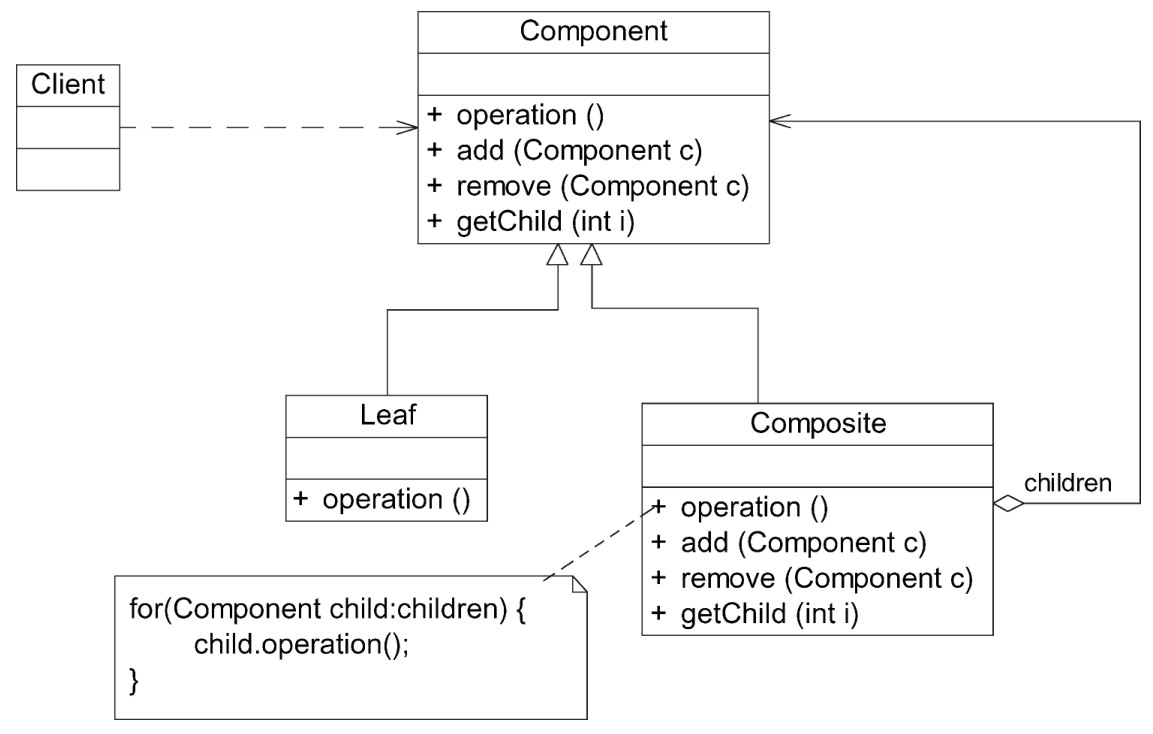 Component
Client
+ operation ()
+ add (Component c)
+ remove (Component c)
+ getChild (int i)
Leaf
+ operation ()
Composite
+ operation ()
+ add (Component c)
+ remove (Component c)
+ getChild (int i)
children
for(Component child:children) {
child.operation();
}